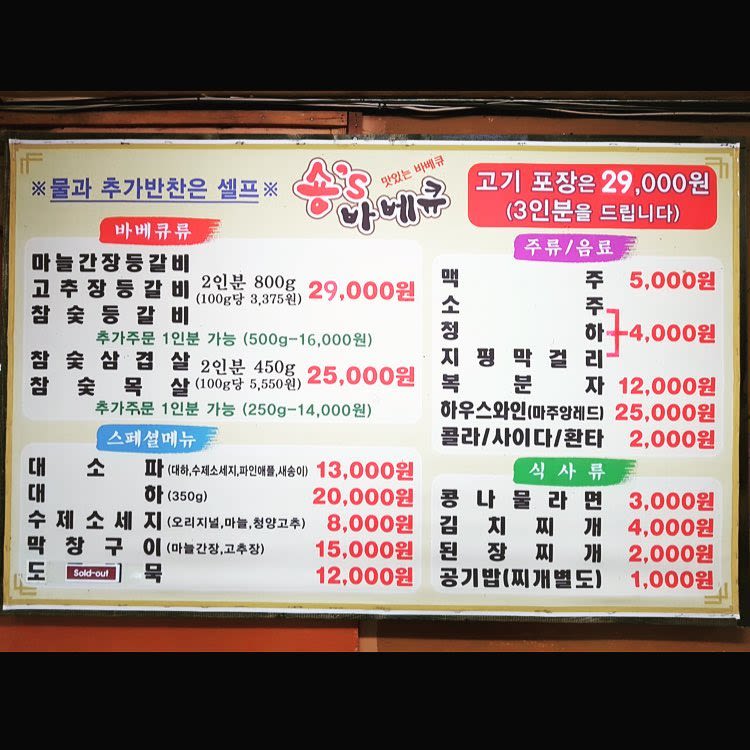 ※물과 추가반찬은 셀프※
숑's 바베큐
맛있는 바베큐
고기 포장은 29,000원
(3인분을 드립니다)
바베큐류
마늘간장등갈비
고추장등갈비
참숯등갈비
2인분 800g
(100g당 3,375원)
29,000원
추가주문 1인분 가능 (500g-16,000원)
참숯삼겹살
참숯목살
2인분 450g
(100g당 5,550원)
25,000원
추가주문 1인분 가능 (250g-14,000원)
스페셜메뉴
대소파(대하,수제소세지,파인애플,새송이) 13,000원
대하(350g) 20,000원
수제소세지(오리지널,마늘,청양고추) 8,000원
막창구이(마늘간장,고추장) 15,000원
도 Sold-out 묵 12,000원
주류/음료
맥주 5,000원
소주
청하 4,000원
지평막걸리
복분자 12,000원
하우스와인(마주앙레드) 25,000원
콜라/사이다/환타 2,000원
식사류
콩나물라면 3,000원
김치찌개 4,000원
된장찌개 2,000원
공기밥(찌개별도) 1,000원